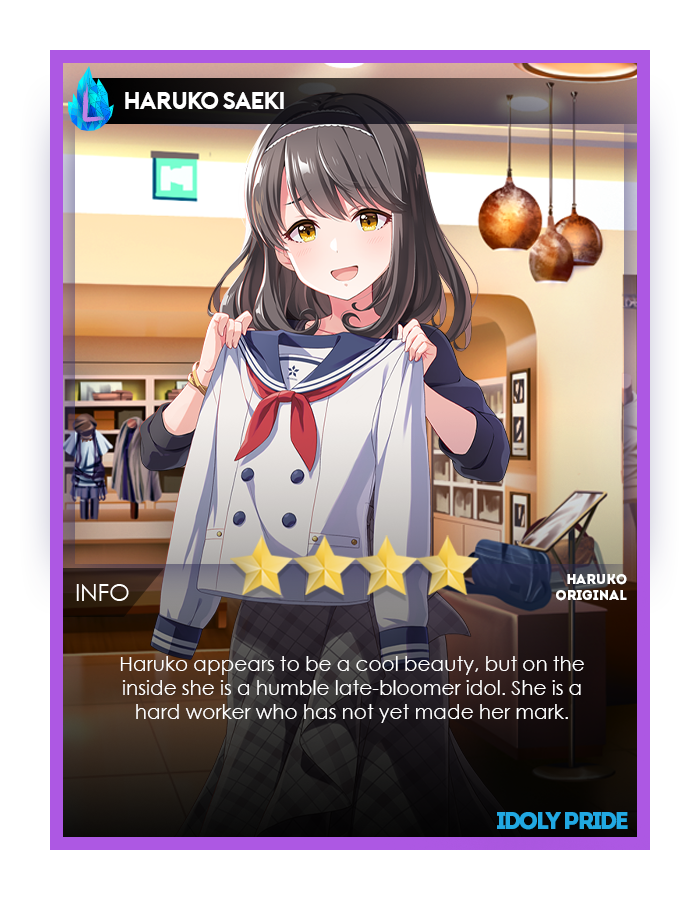 L
HARUKO SAEKI
INFO
HARUKO
ORIGINAL
Haruko appears to be a cool beauty, but on the
inside she is a humble late-bloomer idol. She is a
hard worker who has not yet made her mark.
IDOLY PRIDE